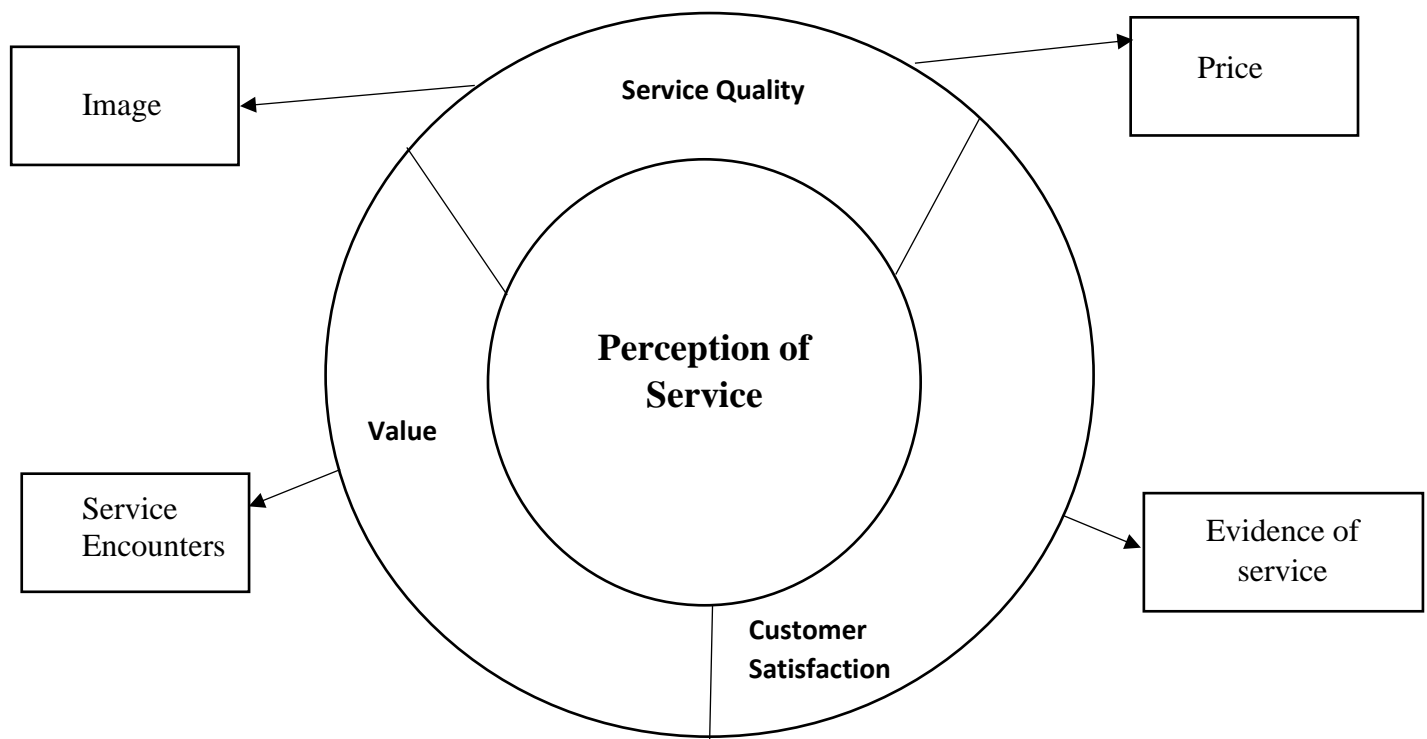 Image
Service Quality
Price
Perception of
Service
Value
Service
Encounters
Evidence of
service
Customer
Satisfaction